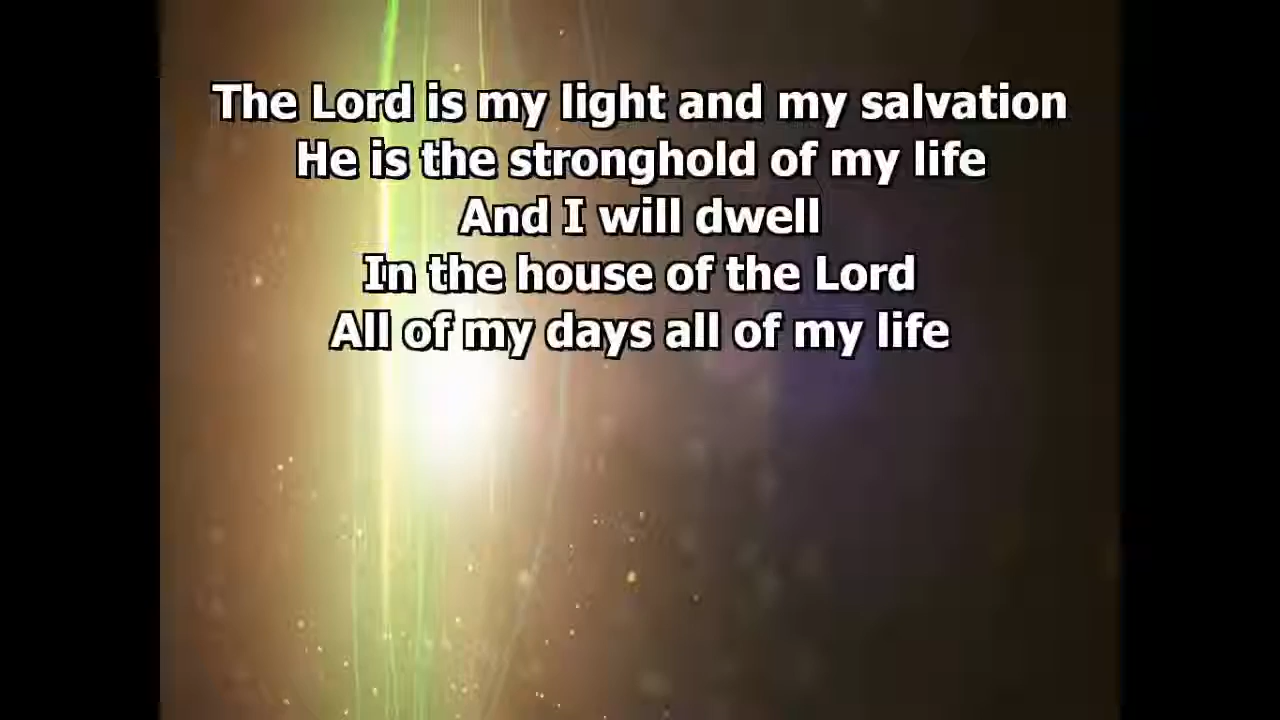 The Lord is my light and my salvation
He is the stronghold of my life
And I will dwell
In the house of the Lord
All of my days all of my life